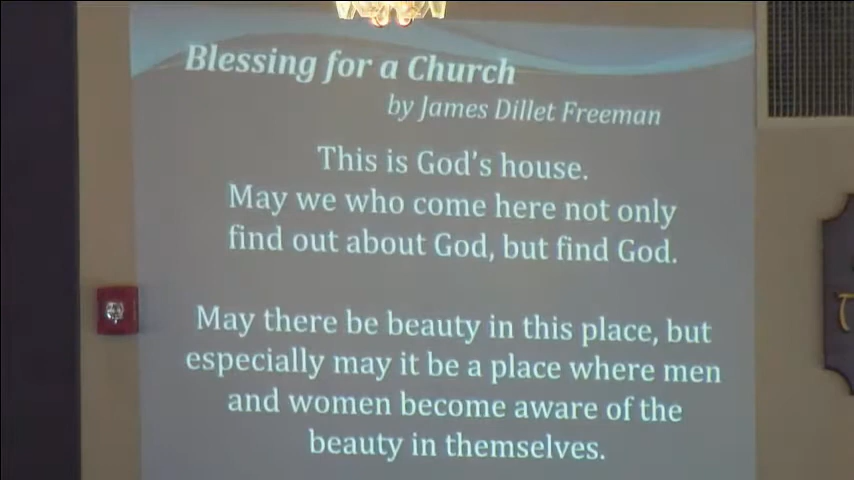 Blessing for a Church
by James Dillet Freeman
This is God's house.
May we who come here not only
find out about God, but find God.
May there be beauty in this place, but
especially may it be a place where men
and women become aware of the
beauty in themselves.